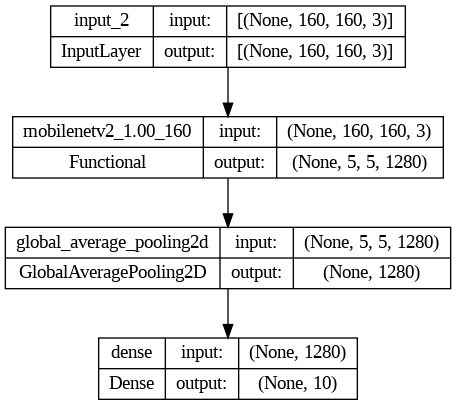 input_2 input: [(None, 160, 160, 3)]
InputLayer output: [(None, 160, 160, 3)]
mobilenetv2_1.00_160 input: (None, 160, 160, 3)
Functional output: (None, 5, 5, 1280)
global_average_pooling2d input: (None, 5, 5, 1280)
GlobalAveragePooling2D output: (None, 1280)
dense input: (None, 1280)
Dense output: (None, 10)